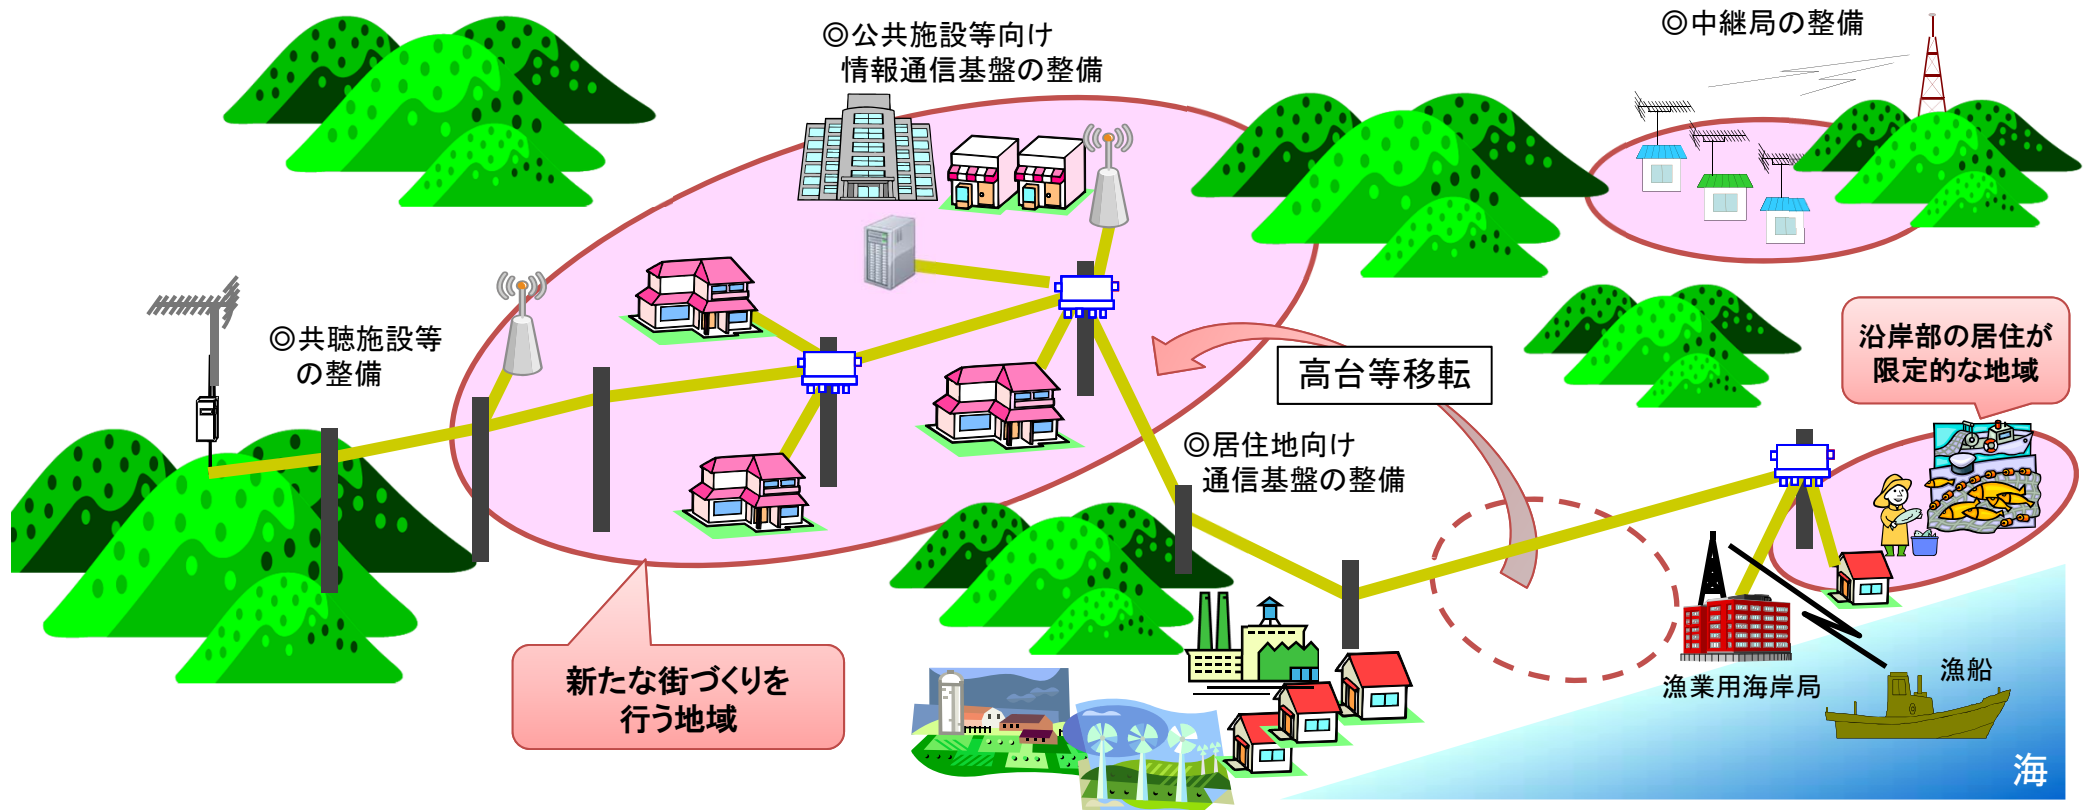 ◎公共施設等向け
情報通信基盤の整備
◎中継局の整備
◎共聴施設等
の整備
高台等移転
沿岸部の居住が
限定的な地域
◎居住地向け
通信基盤の整備
新たな街づくりを
行う地域
漁業用海岸局
漁船
海